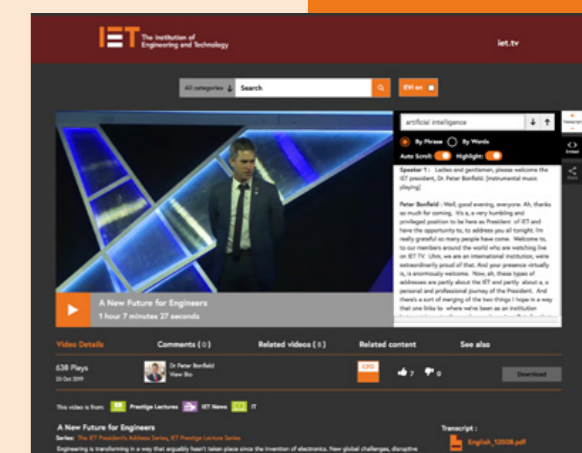 IET The Institution of
Engineering and Technology
iet.tv
All categories Search
EVI on
artificial intelligence
By Phrase By Words
Auto Scroll: Highlight:
Transcript
Embed
Share
Speaker 1 : Ladies and gentlemen, please welcome the
IET president, Dr. Peter Bonfield. [instrumental music
playing]
Peter Bonfield : Well, good evening, everyone. Ah, thanks
so much for coming. It's a, a very humbling and
privileged position to be here as President of IET and
have the opportunity to, to address you all tonight. I'm
really grateful so many people have come. Welcome to,
to our members around the world who are watching live
on IET TV. Uhm, we are an international institution, we're
extraordinarily proud of that. And your presence virtually
is, is enormously welcome. Now, ah, these types of
addresses are partly about the IET and partly about a, a
personal and professional journey of the President. And
there's a sort of merging of the two things I hope in a way
that one links to where we've been as an institution
A New Future for Engineers
1 hour 7 minutes 27 seconds
Video Details Comments ( 0 ) Related videos ( 8 ) Related content See also
638 Plays
22 Oct 2019
Dr Peter Bonfield
View Bio
CPD
7 0
Download
This video is from: Prestige Lectures IET News IT
A New Future for Engineers
Series: The IET President's Address Series, IET Prestige Lecture Series
Engineering is transforming in a way that arguably hasn't taken place since the invention of electronics. New global challenges, disruptive
Transcript :
English_12508.pdf